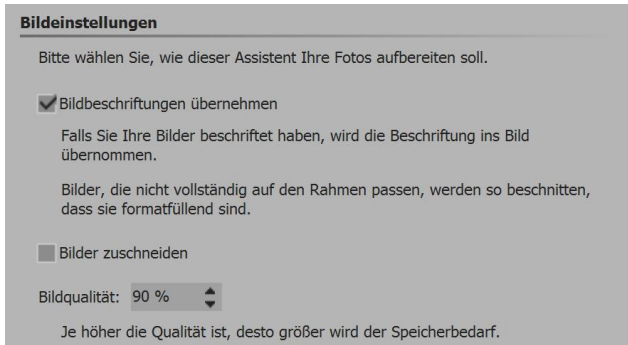 Bildeinstellungen
Bitte wählen Sie, wie dieser Assistent Ihre Fotos aufbereiten soll.
Bildbeschriftungen übernehmen
Falls Sie Ihre Bilder beschriftet haben, wird die Beschriftung ins Bild
übernommen.
Bilder, die nicht vollständig auf den Rahmen passen, werden so beschnitten,
dass sie formatfüllend sind.
Bilder zuschneiden
Bildqualität: 90 %
Je höher die Qualität ist, desto größer wird der Speicherbedarf.